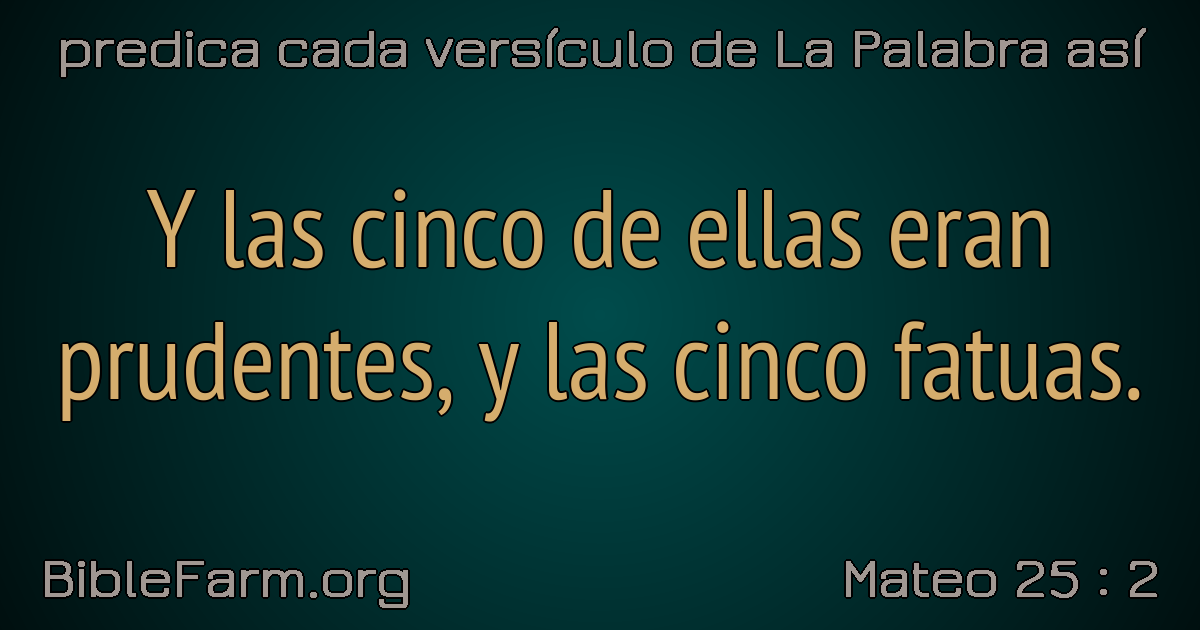 predica cada versículo de La Palabra así
Y las cinco de ellas eran
prudentes, y las cinco fatuas.
BibleFarm.org
Mateo 25 : 2